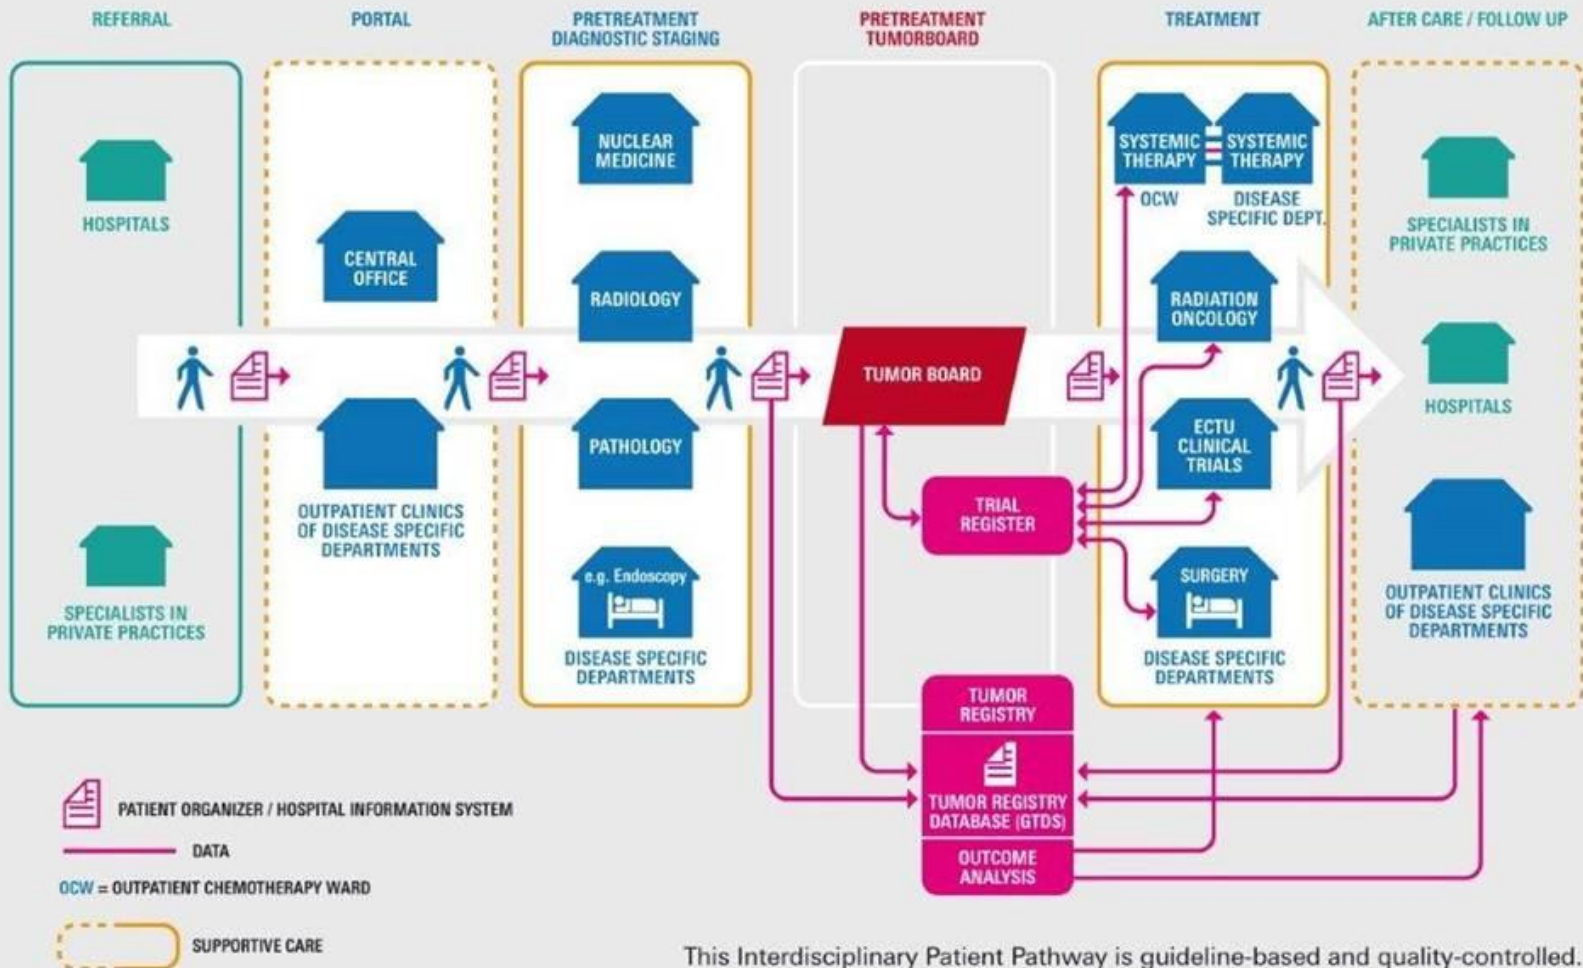 REFERRAL
PORTAL
PRETREATMENT
DIAGNOSTIC STAGING
PRETREATMENT
TUMORBOARD
TREATMENT
AFTER CARE / FOLLOW UP
HOSPITALS
SPECIALISTS IN
PRIVATE PRACTICES
CENTRAL
OFFICE
OUTPATIENT CLINICS
OF DISEASE SPECIFIC
DEPARTMENTS
NUCLEAR
MEDICINE
RADIOLOGY
PATHOLOGY
e.g. Endoscopy
DISEASE SPECIFIC
DEPARTMENTS
TUMOR BOARD
TRIAL
REGISTER
TUMOR
REGISTRY
TUMOR REGISTRY
DATABASE (GTDS)
OUTCOME
ANALYSIS
SYSTEMIC
THERAPY
OCW
SYSTEMIC
THERAPY
DISEASE
SPECIFIC DEPT.
RADIATION
ONCOLOGY
ECTU
CLINICAL
TRIALS
SURGERY
DISEASE SPECIFIC
DEPARTMENTS
SPECIALISTS IN
PRIVATE PRACTICES
HOSPITALS
OUTPATIENT CLINICS
OF DISEASE SPECIFIC
DEPARTMENTS
PATIENT ORGANIZER / HOSPITAL INFORMATION SYSTEM
DATA
OCW = OUTPATIENT CHEMOTHERAPY WARD
SUPPORTIVE CARE
This Interdisciplinary Patient Pathway is guideline-based and quality-controlled.